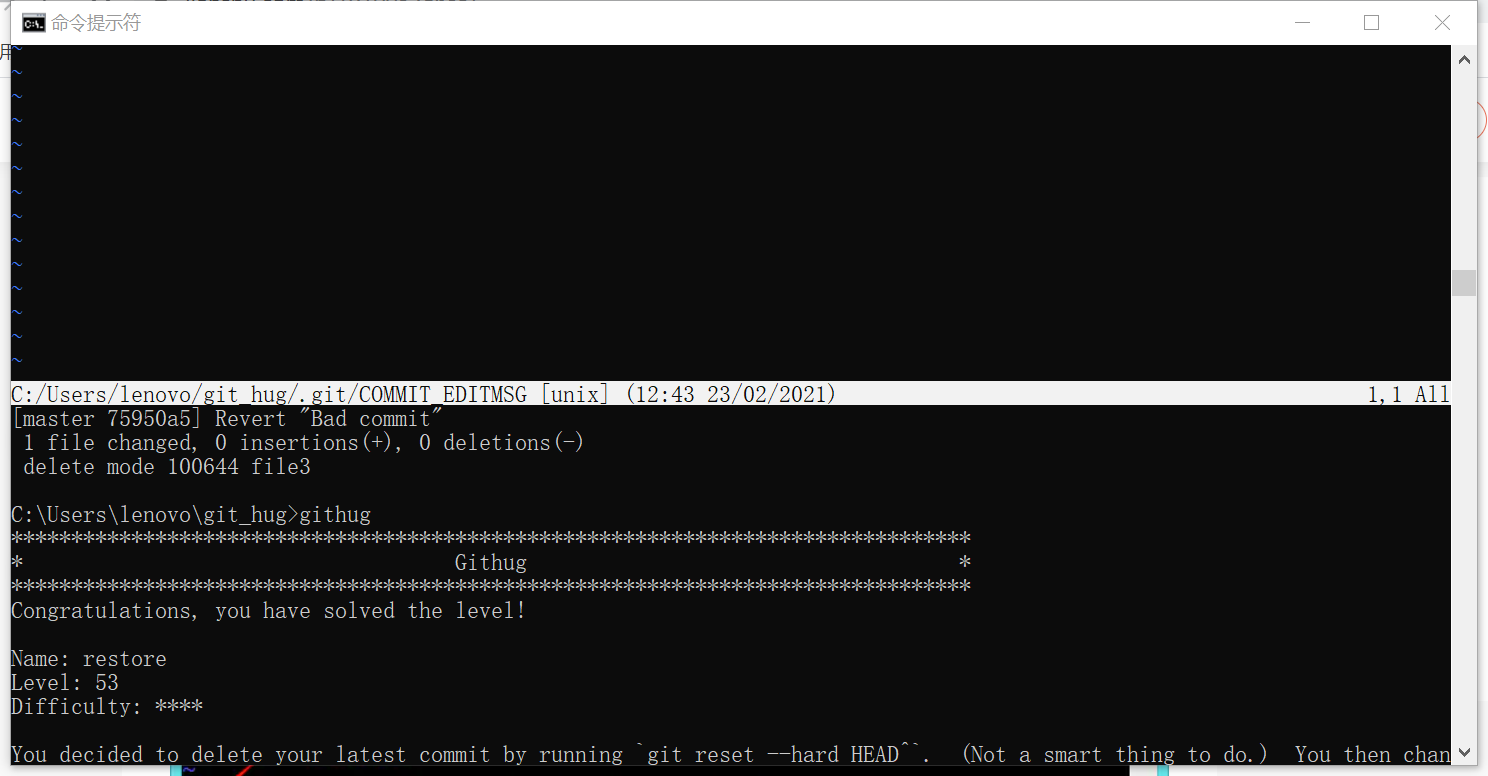 命令提示符
用
~
~
~
~
~
~
~
~
~
~
~
~
~
~
C:/Users/lenovo/git_hug/.git/COMMIT_EDITMSG [unix] (12:43 23/02/2021) 1,1 All
[master 75950a5] Revert "Bad commit"
1 file changed, 0 insertions(+), 0 deletions(-)
delete mode 100644 file3
C:\Users\lenovo\git_hug>githug
********************************************************************************
* Githug *
********************************************************************************
Congratulations, you have solved the level!
Name: restore
Level: 53
Difficulty: ****
You decided to delete your latest commit by running `git reset --hard HEAD^`. (Not a smart thing to do.) You then chan